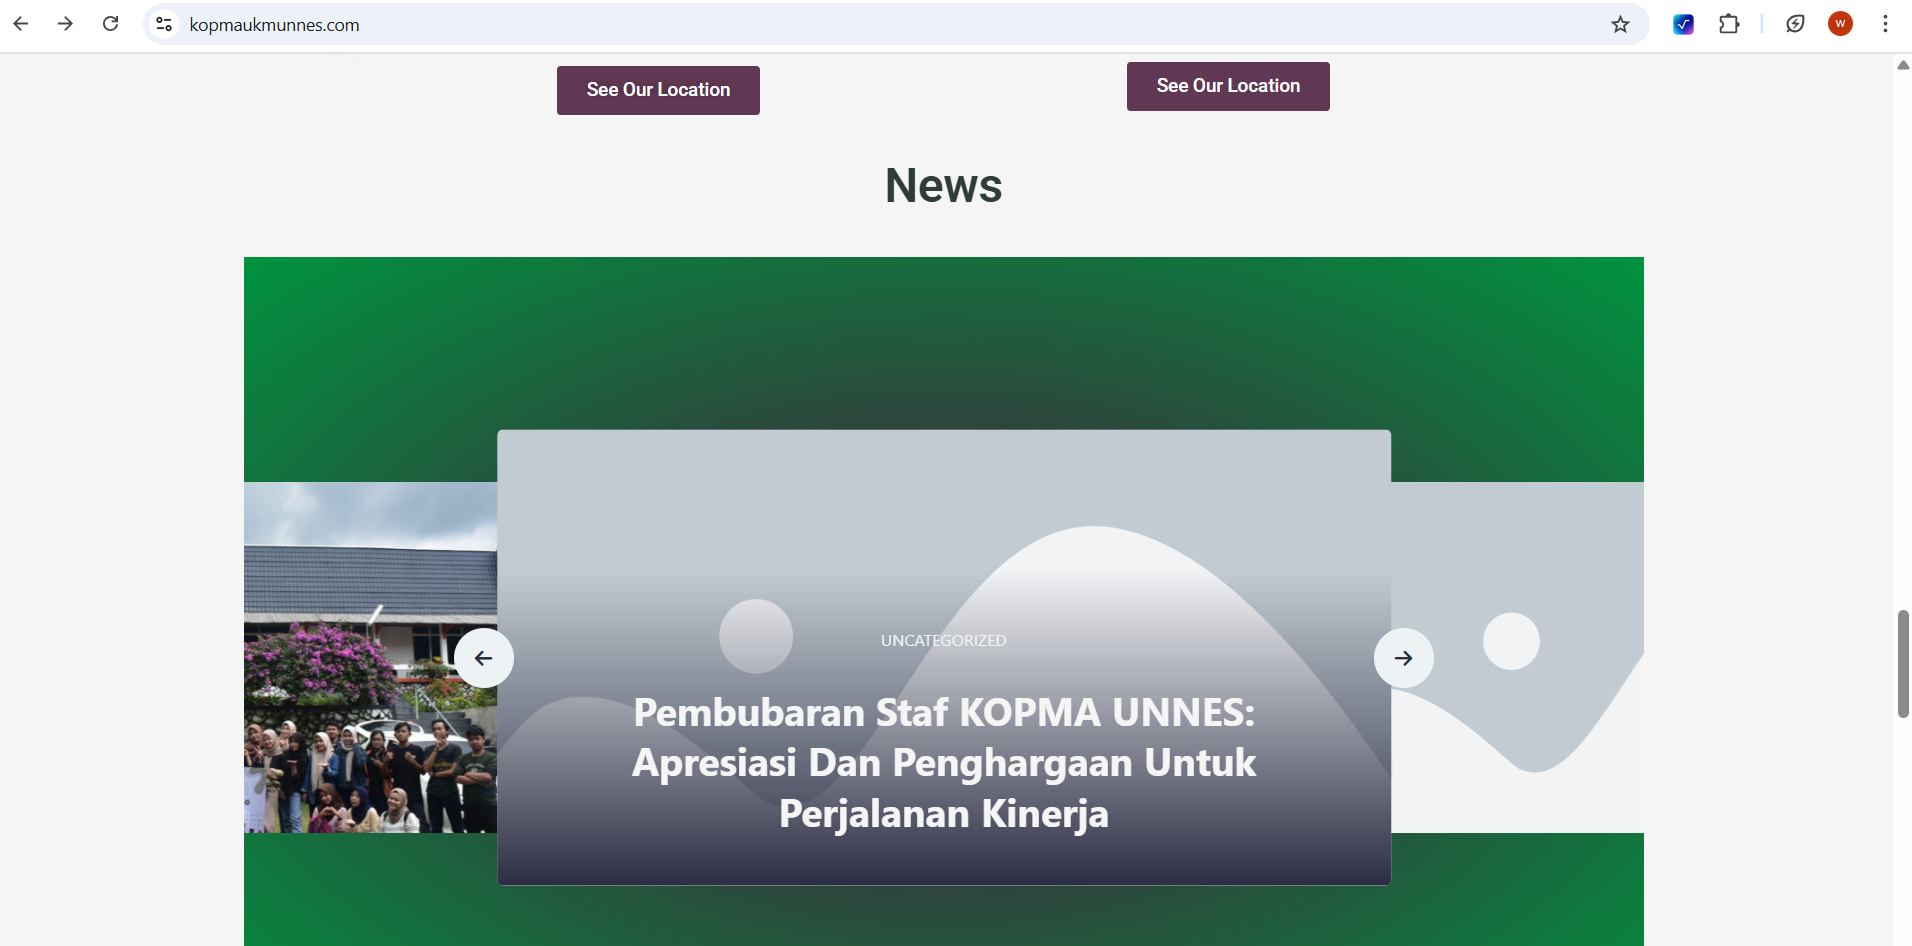 kopmaukmunnes.com
W
See Our Location
See Our Location
News
UNCATEGORIZED
Pembubaran Staf KOPMA UNNES:
Apresiasi Dan Penghargaan Untuk
Perjalanan Kinerja